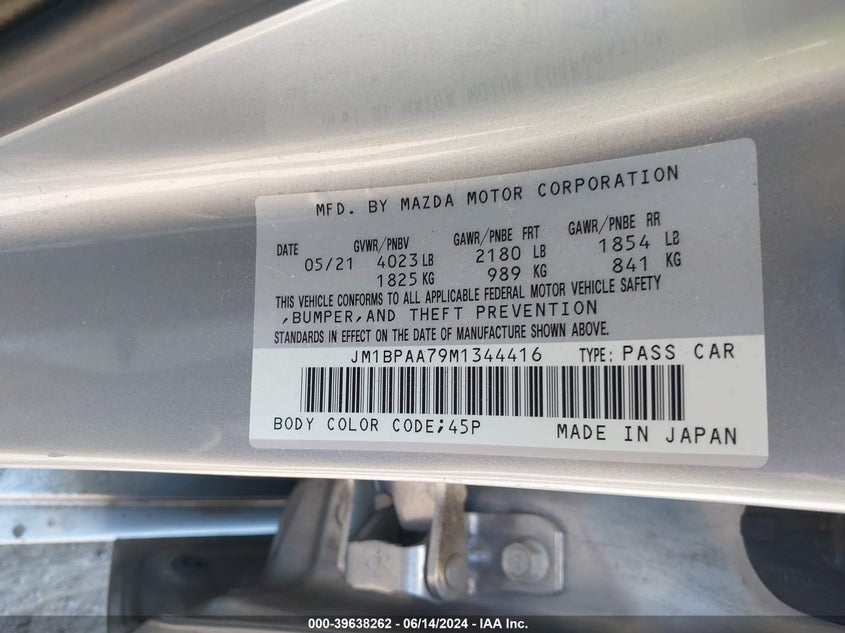 MFD. BY MAZDA MOTOR CORPORATION
DATE GVWR/PNBV GAWR/PNBE FRT GAWR/PNBE RR
05/21 4023 LB 2180 LB 1854 LB
1825 KG 989 KG 841 KG
THIS VEHICLE CONFORMS TO ALL APPLICABLE FEDERAL MOTOR VEHICLE SAFETY
,BUMPER,AND THEFT PREVENTION
STANDARDS IN EFFECT ON THE DATE OF MANUFACTURE SHOWN ABOVE.
JM1BPAA79M1344416 TYPE: PASS CAR
BODY COLOR CODE;45P MADE IN JAPAN
000-39638262 - 06/14/2024 - IAA Inc.